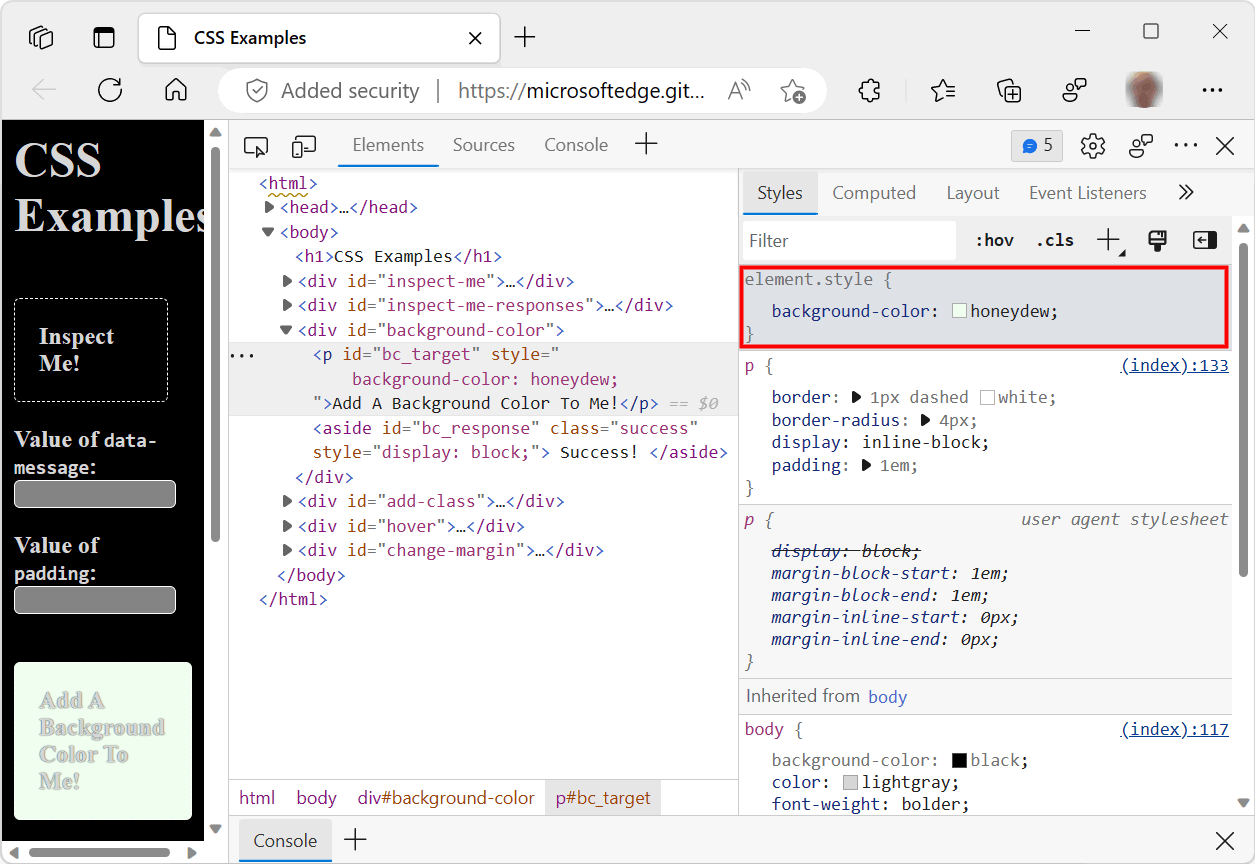 CSS Examples
Added security
https://microsoftedge.git...
CSS
Examples
Inspect
Me!
Value of data-
message:
Value of
padding:
Add A
Background
Color To
Me!
Elements
Sources
Console
5
<html>
<head>…</head>
<body>
<h1>CSS Examples</h1>
<div id="inspect-me">…</div>
<div id="inspect-me-responses">…</div>
<div id="background-color">
<p id="bc_target" style="
background-color: honeydew;
">Add A Background Color To Me!</p> == $0
<aside id="bc_response" class="success"
style="display: block;"> Success! </aside>
</div>
<div id="add-class">…</div>
<div id="hover">…</div>
<div id="change-margin">…</div>
</body>
</html>
html body div#background-color p#bc_target
Styles Computed Layout Event Listeners
Filter :hov .cls
element.style {
background-color: honeydew;
}
p { (index):133
border: 1px dashed white;
border-radius: 4px;
display: inline-block;
padding: 1em;
}
p { user agent stylesheet
display: block;
margin-block-start: 1em;
margin-block-end: 1em;
margin-inline-start: 0px;
margin-inline-end: 0px;
}
Inherited from body
body { (index):117
background-color: black;
color: lightgray;
font-weight: bolder;
Console